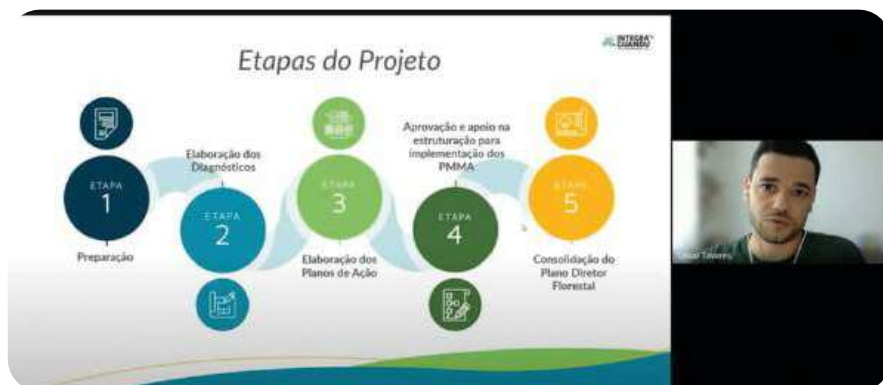 Etapas do Projeto
INTEGRA
GUANDU
ETAPA
1
Preparação
Elaboração dos
Diagnósticos
ETAPA
2
ETAPA
3
Elaboração dos
Planos de Ação
Aprovação e apoio na
estruturação para
implementação dos
PMMA
ETAPA
4
ETAPA
5
Consolidação do
Plano Diretor
Florestal
Tavares